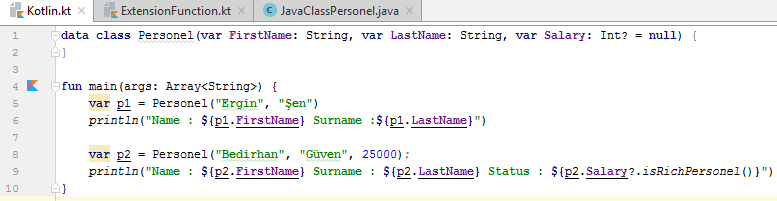 Kotlin.kt × ExtensionFunction.kt × JavaClassPersonel.java ×
1 data class Personel(var FirstName: String, var LastName: String, var Salary: Int? = null) {
2 }
3
4 fun main(args: Array<String>) {
5 var p1 = Personel("Ergin", "Şen")
6 println("Name : ${p1.FirstName} Surname :${p1.LastName}")
7
8 var p2 = Personel("Bedirhan", "Güven", 25000);
9 println("Name : ${p2.FirstName} Surname : ${p2.LastName} Status : ${p2.Salary?.isRichPersonel()}")
10 }